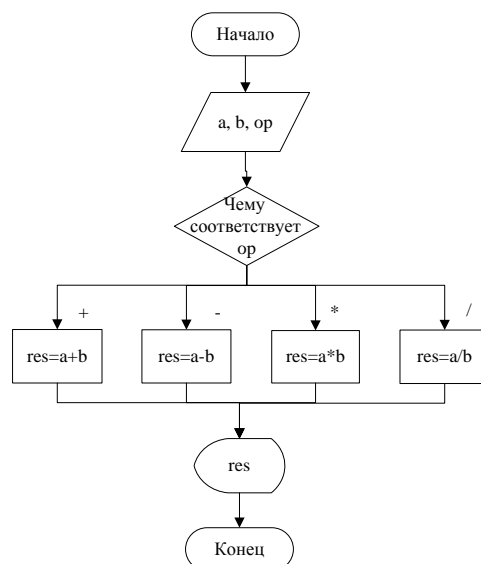 Начало
a, b, op
Чему
соответствует
op
+
-
*
/
res=a+b
res=a-b
res=a*b
res=a/b
res
Конец